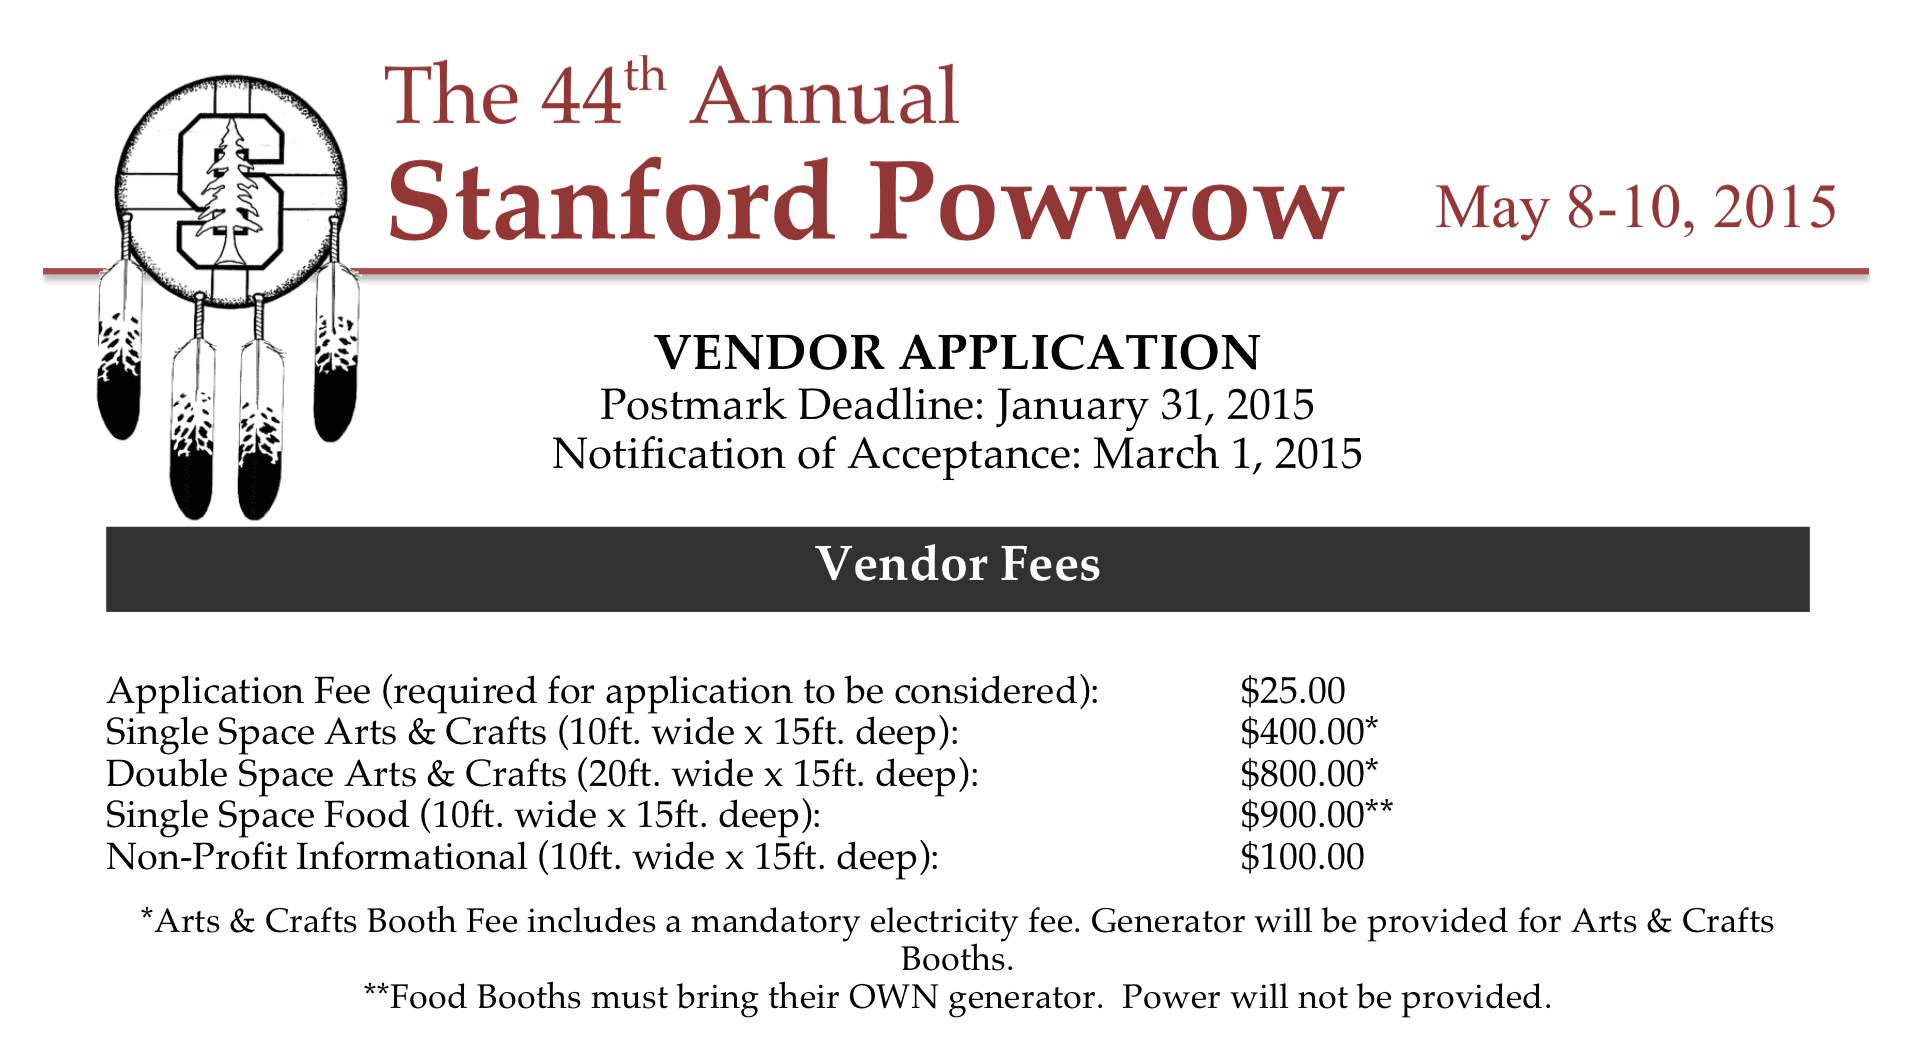 The 44th Annual
Stanford Powwow May 8-10, 2015
S
VENDOR APPLICATION
Postmark Deadline: January 31, 2015
Notification of Acceptance: March 1, 2015
Vendor Fees
Application Fee (required for application to be considered): $25.00
Single Space Arts & Crafts (10ft. wide x 15ft. deep): $400.00*
Double Space Arts & Crafts (20ft. wide x 15ft. deep): $800.00*
Single Space Food (10ft. wide x 15ft. deep): $900.00**
Non-Profit Informational (10ft. wide x 15ft. deep): $100.00
*Arts & Crafts Booth Fee includes a mandatory electricity fee. Generator will be provided for Arts & Crafts
Booths.
**Food Booths must bring their OWN generator.  Power will not be provided.